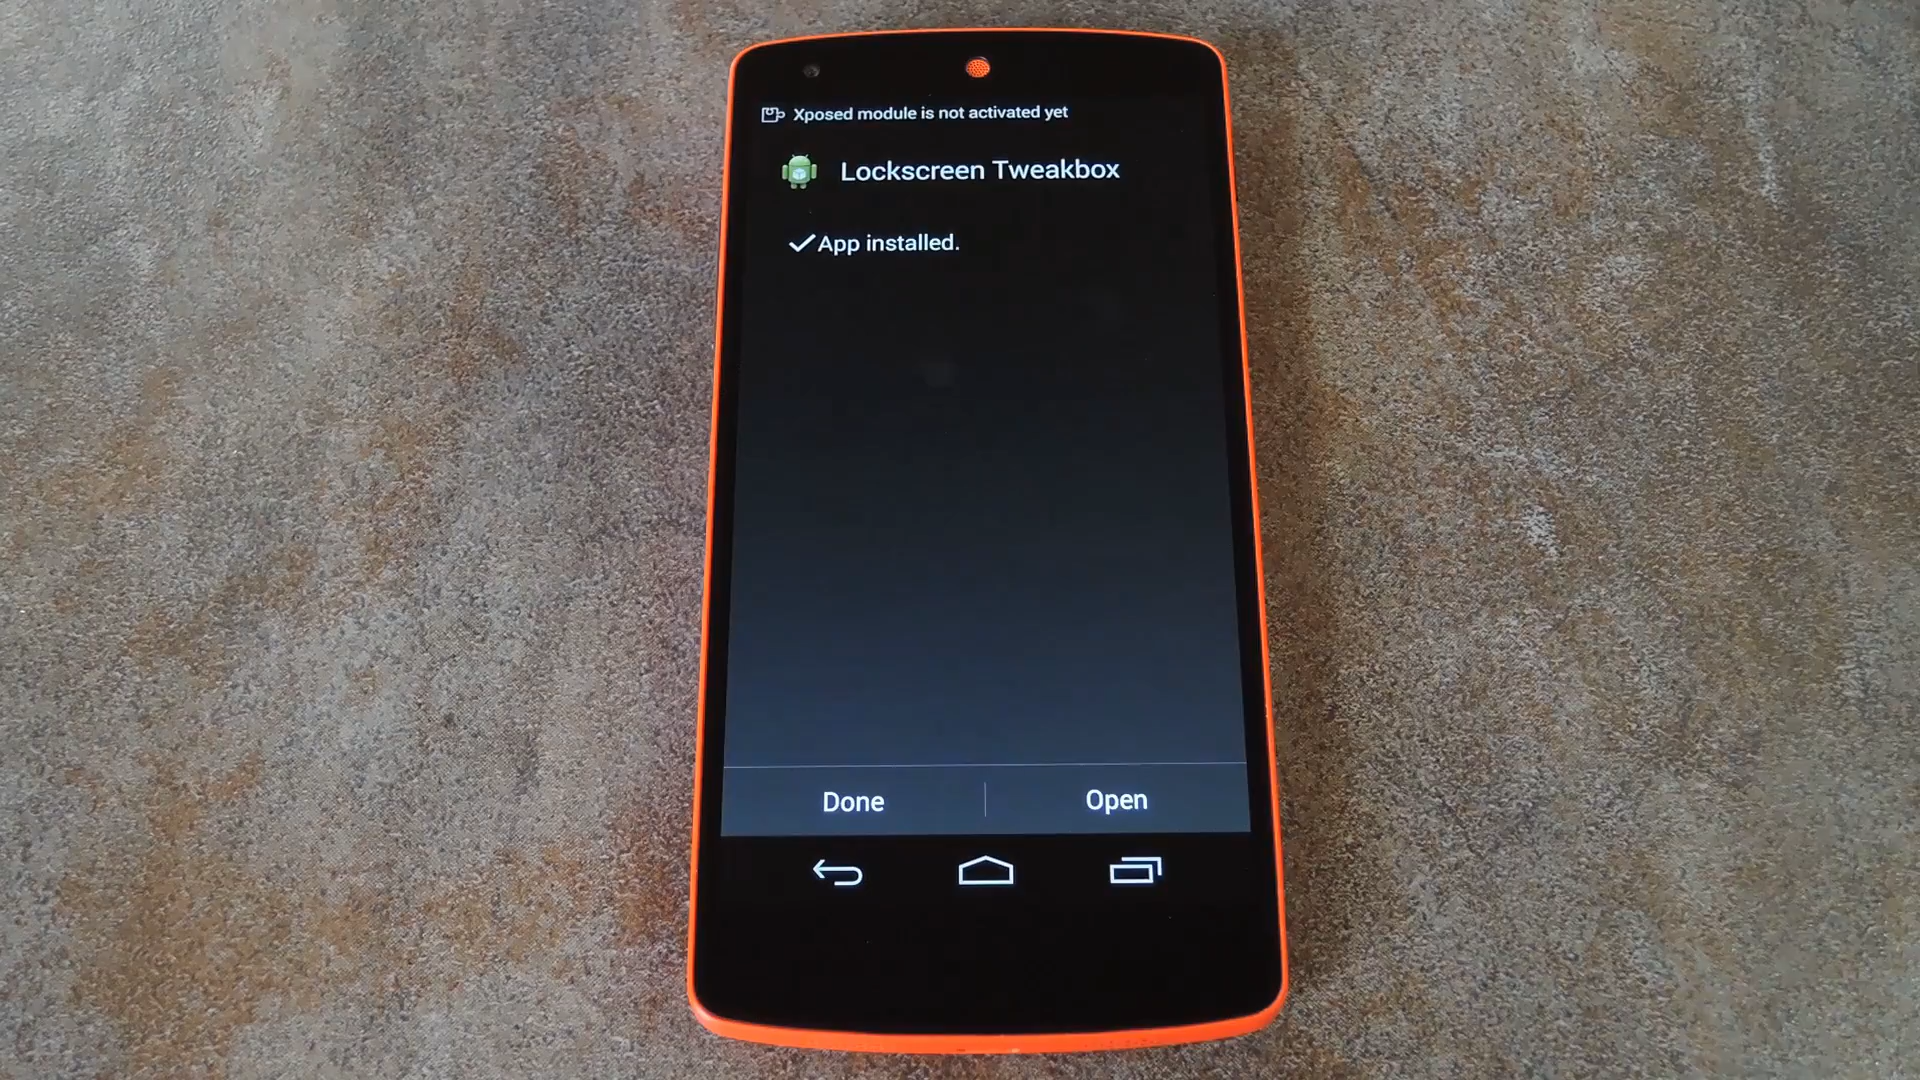 Xposed module is not activated yet
Lockscreen Tweakbox
App installed.
Done
Open